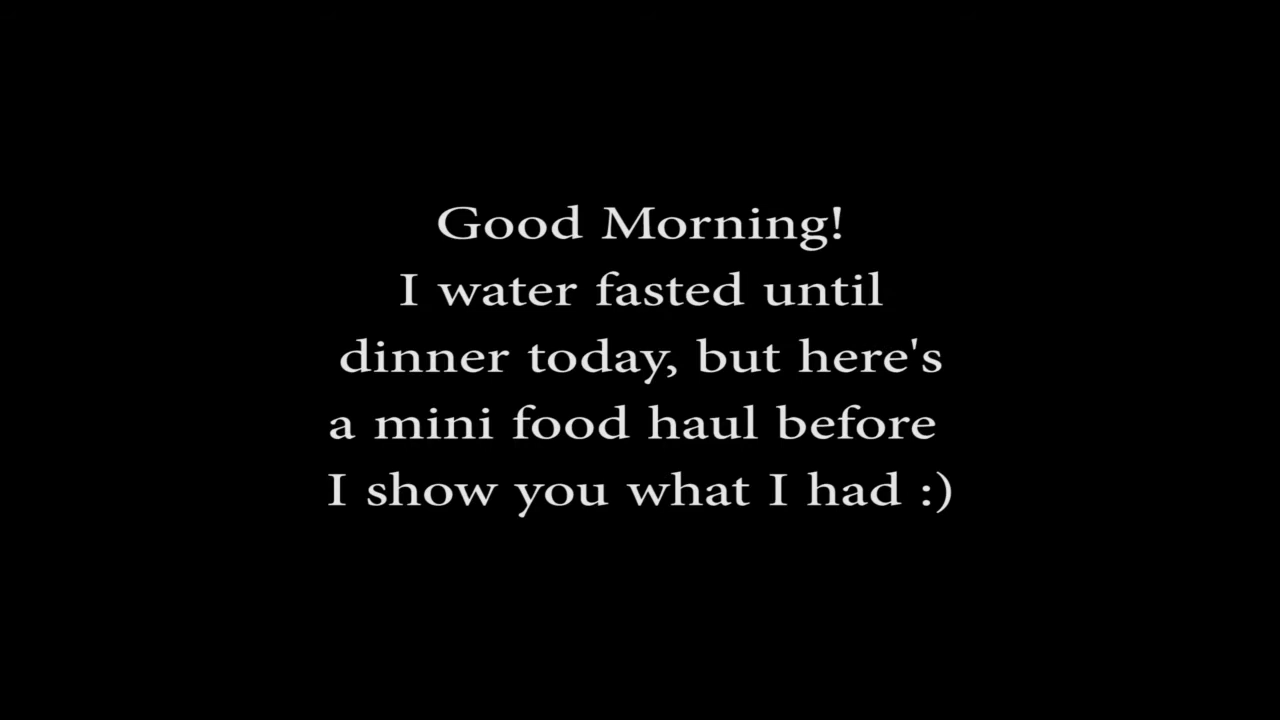 Good Morning!
I water fasted until
dinner today, but here's
a mini food haul before
I show you what I had :)